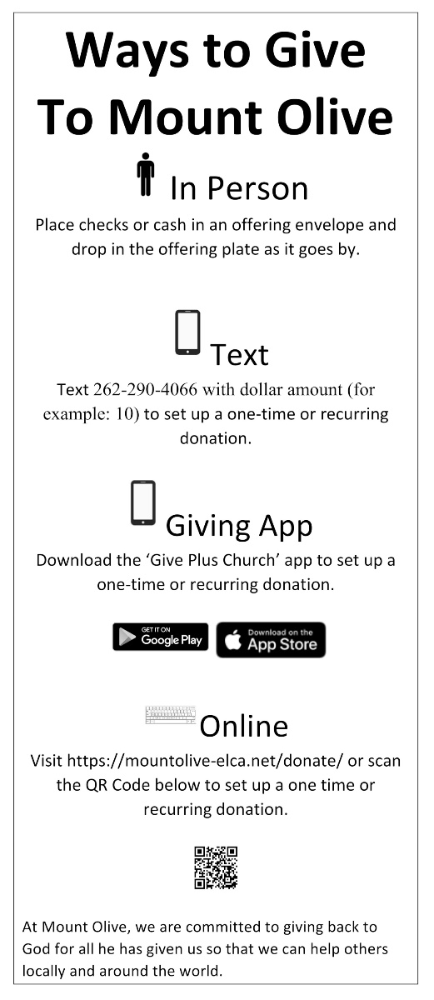 Ways to Give
To Mount Olive
In Person
Place checks or cash in an offering envelope and
drop in the offering plate as it goes by.
Text
Text 262-290-4066 with dollar amount (for
example: 10) to set up a one-time or recurring
donation.
Giving App
Download the ‘Give Plus Church’ app to set up a
one-time or recurring donation.
GET IT ON
Google Play
Download on the
App Store
Online
Visit https://mountolive-elca.net/donate/ or scan
the QR Code below to set up a one time or
recurring donation.
At Mount Olive, we are committed to giving back to
God for all he has given us so that we can help others
locally and around the world.